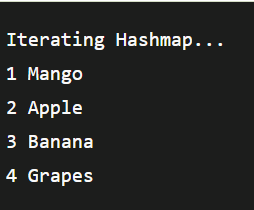 Iterating Hashmap...
1 Mango
2 Apple
3 Banana
4 Grapes